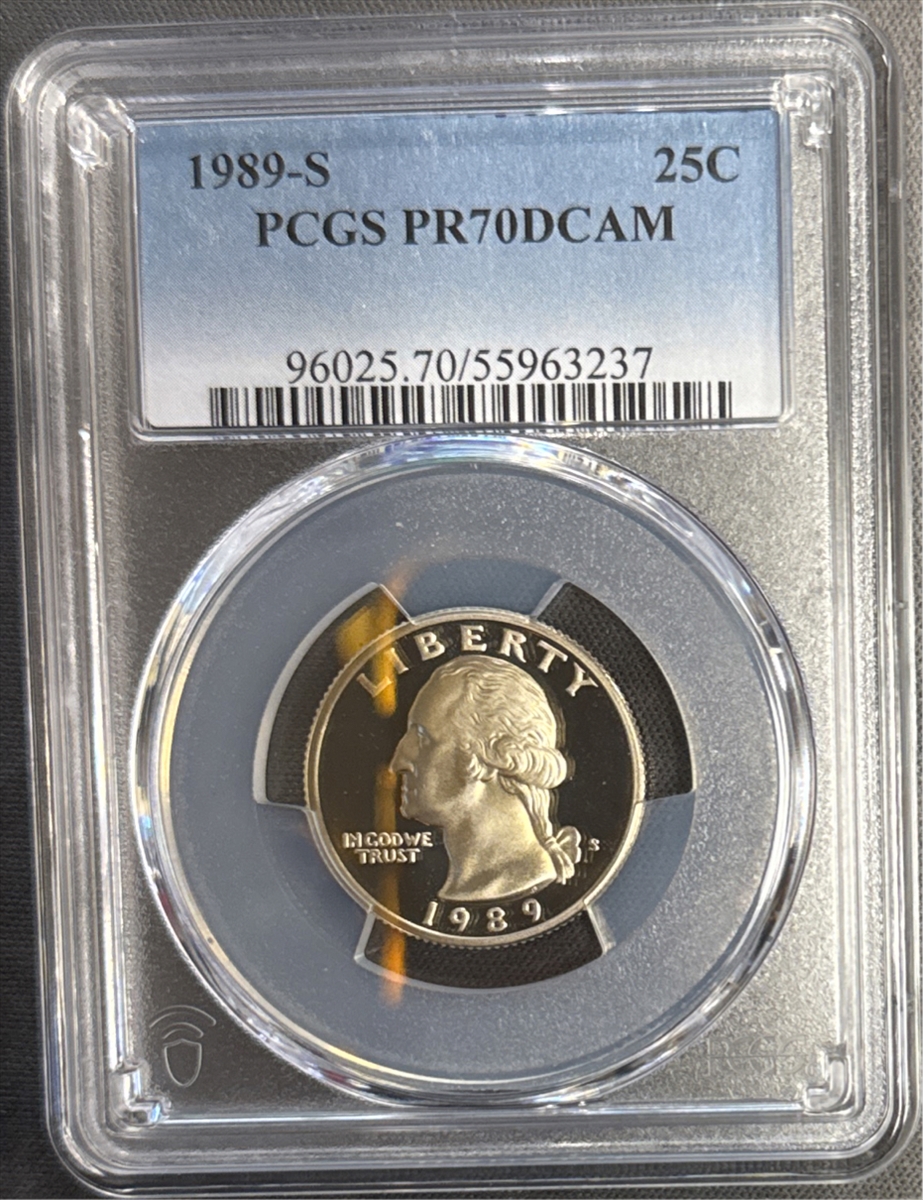 1989-S 25C
PCGS PR70DCAM
96025.70/55963237
LIBERTY
IN GOD WE
TRUST
S
1989